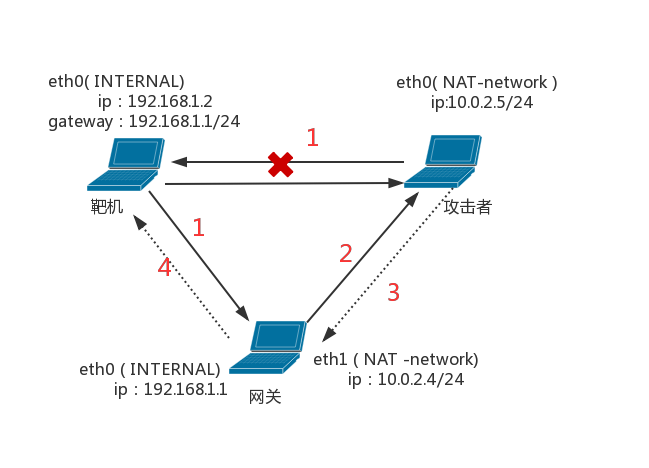 eth0( INTERNAL)
ip : 192.168.1.2
gateway : 192.168.1.1/24
eth0( NAT-network )
ip:10.0.2.5/24
1
靶机
攻击者
1
2
4
3
eth0 ( INTERNAL)
ip : 192.168.1.1
网关
eth1 ( NAT -network)
ip : 10.0.2.4/24